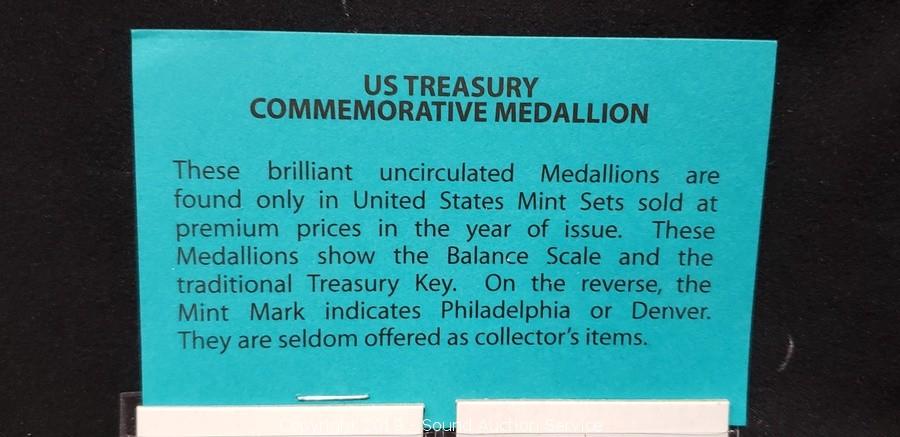 US TREASURY
COMMEMORATIVE MEDALLION
These brilliant uncirculated Medallions are
found only in United States Mint Sets sold at
premium prices in the year of issue. These
Medallions show the Balance Scale and the
traditional Treasury Key. On the reverse, the
Mint Mark indicates Philadelphia or Denver.
They are seldom offered as collector's items.
Copyright 2019 - Sound Auction Service